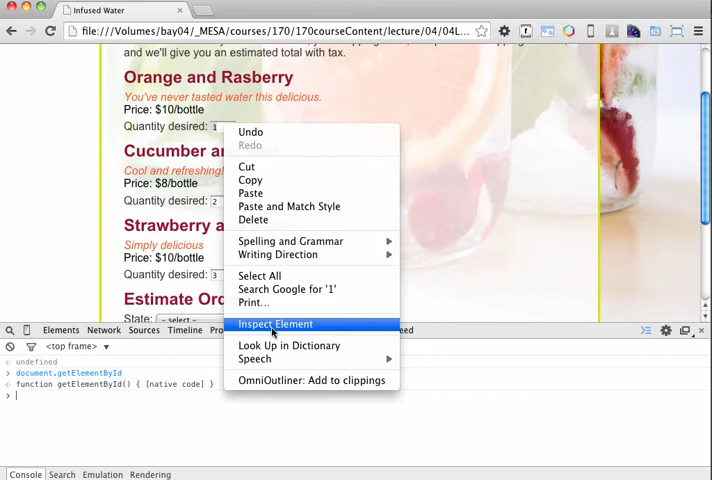 Infused Water
file:///Volumes/bay04/_MESA/courses/170/170courseContent/lecture/04/04L...
and we'll give you an estimated total with tax.
Orange and Rasberry
You've never tasted water this delicious.
Price: $10/bottle
Quantity desired: 1
Cucumber a
Cool and refreshing!
Price: $8/bottle
Quantity desired: 2
Strawberry a
Simply delicious
Price: $10/bottle
Quantity desired: 3
Estimate Ord
State: - select -
Undo
Redo
Cut
Copy
Paste
Paste and Match Style
Delete
Spelling and Grammar
Writing Direction
Select All
Search Google for '1'
Print...
Inspect Element
Look Up in Dictionary
Speech
OmniOutliner: Add to clippings
Elements Network Sources Timeline Pro
<top frame>
undefined
> document.getElementById
function getElementById() { [native code] }
>
Console Search Emulation Rendering